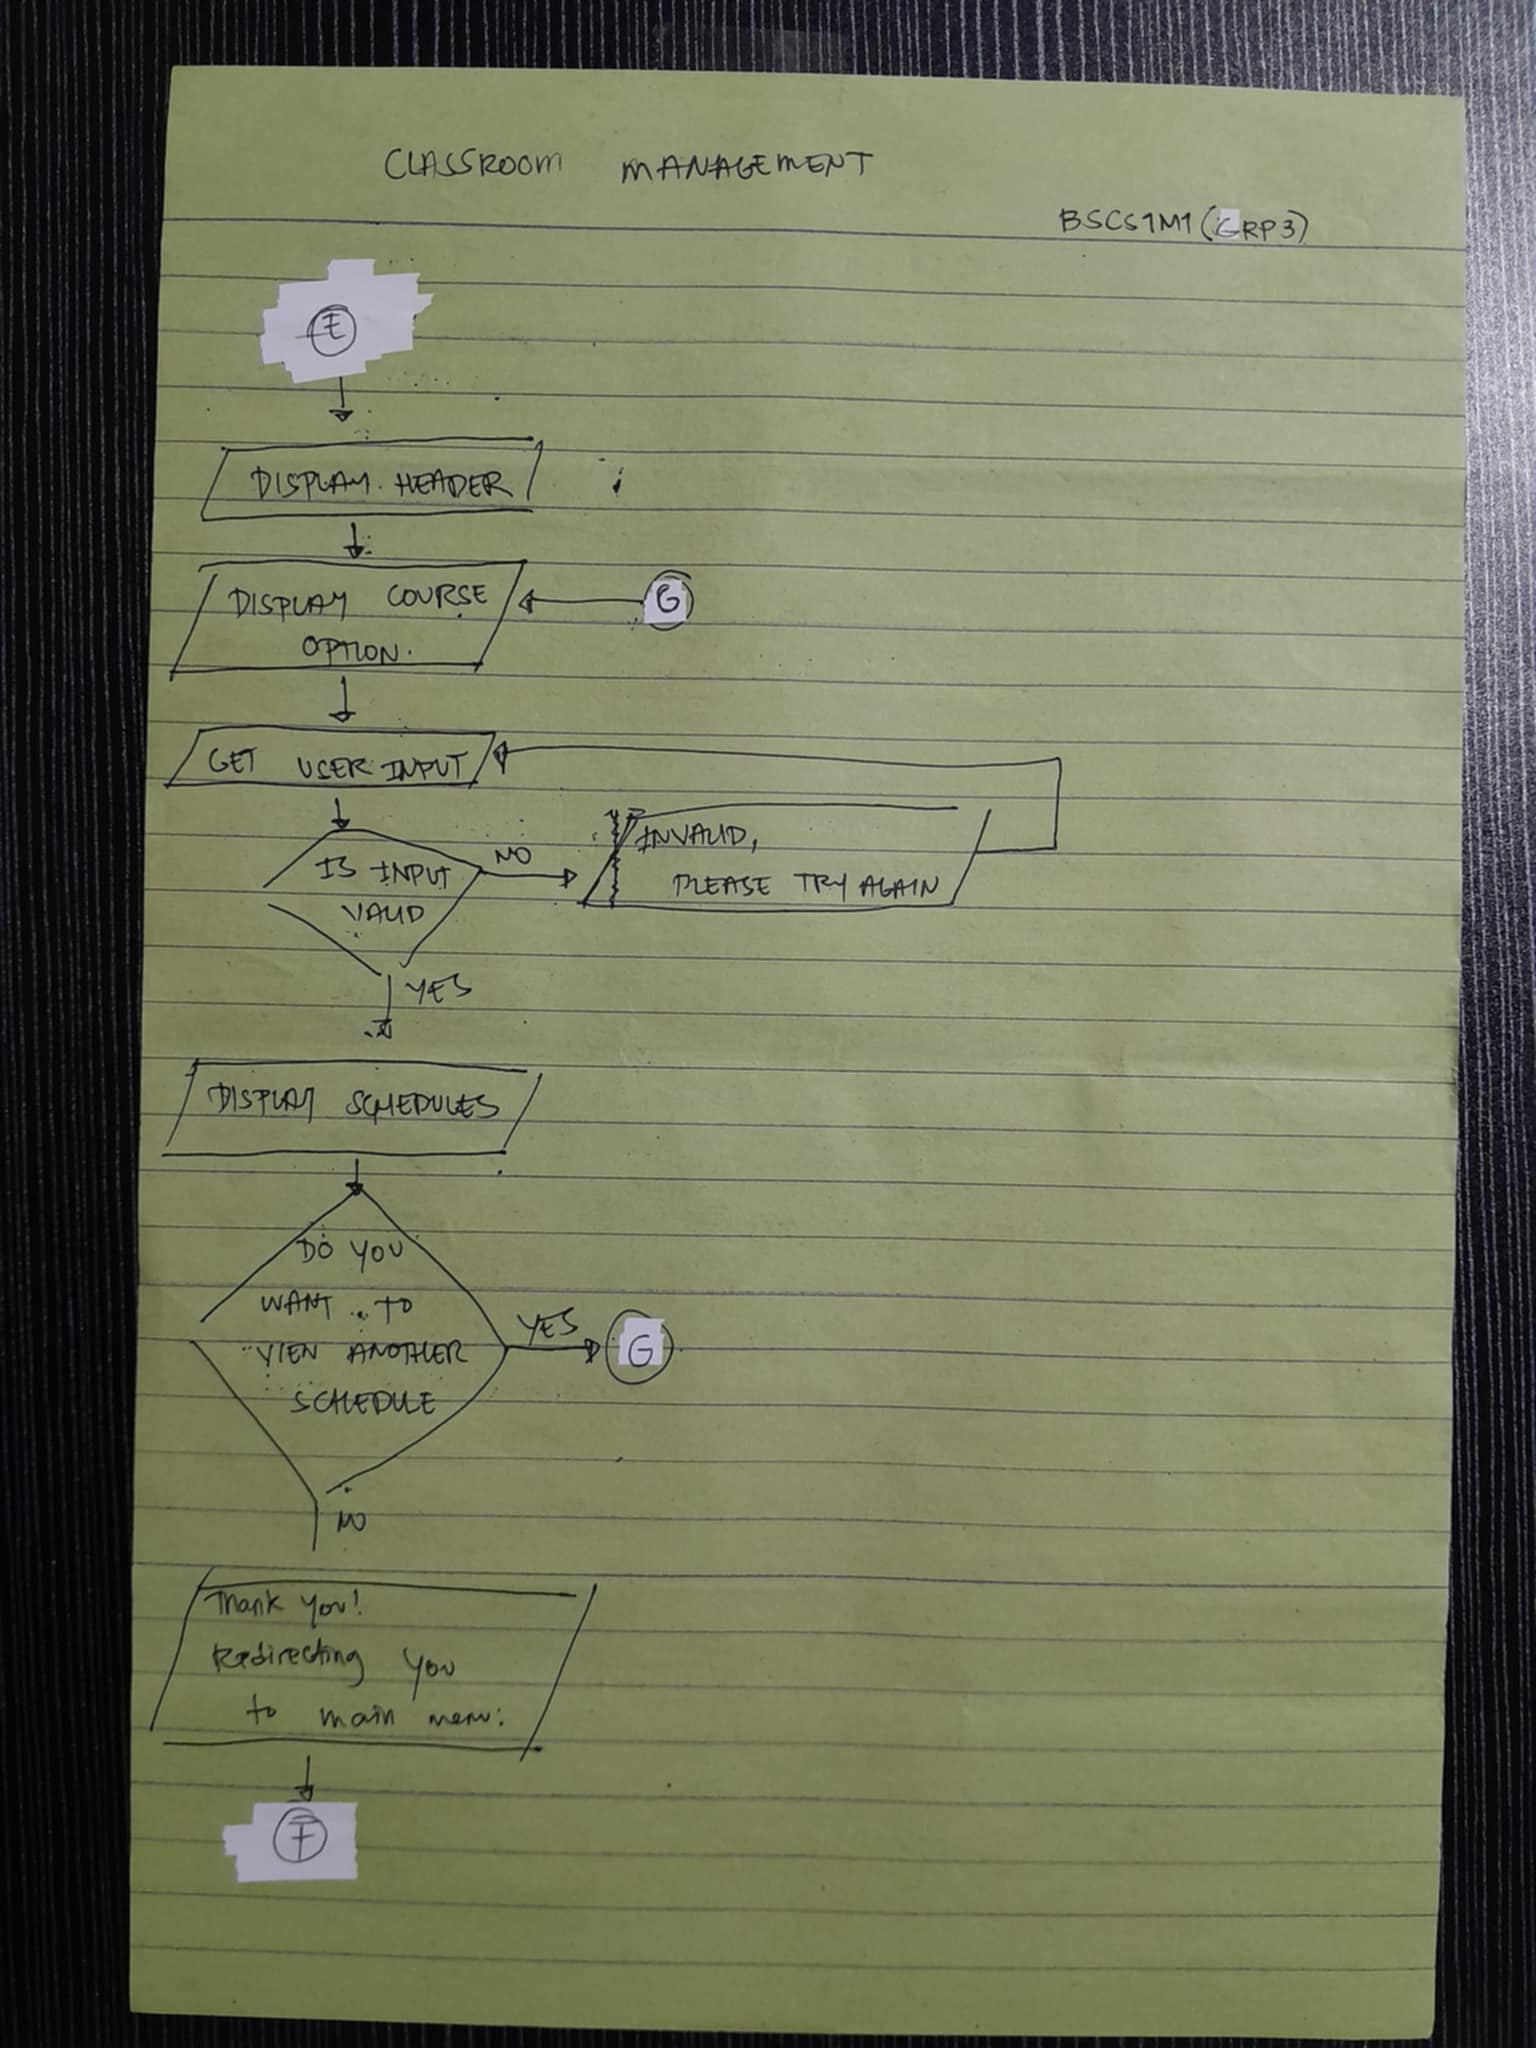 CLASSROOM MANAGEMENT
BSCS1M1 (GRP3)
E
DISPLAY HEADER
DISPLAY COURSE
OPTION.
G
GET USER INPUT
IS INPUT
VALID
NO
INVALID,
PLEASE TRY AGAIN
YES
DISPLAY SCHEDULES
DO YOU
WANT TO
VIEW ANOTHER
SCHEDULE
YES
G
NO
Thank you!
Redirecting you
to main menu.
F